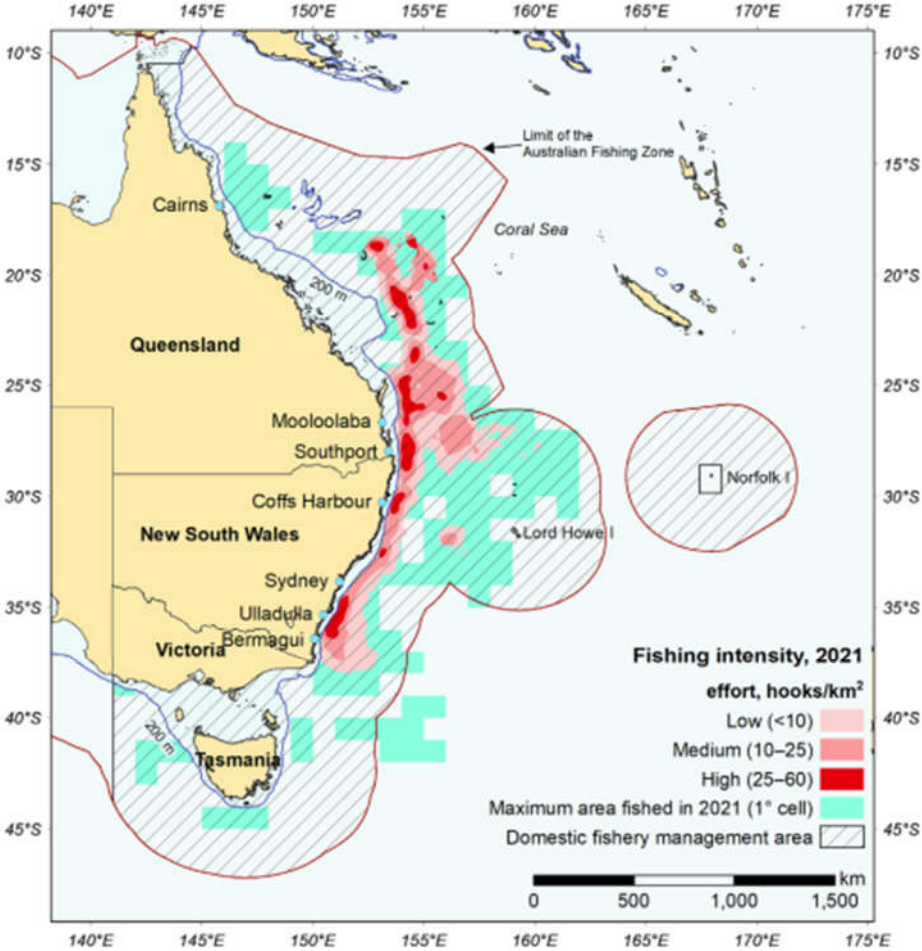 140°E 145°E 150°E 155°E 160°E 165°E 170°E 175°E
10°S 10°S
Limit of the
Australian Fishing Zone
15°S 15°S
Cairns
Coral Sea
20°S 20°S
200 m
Queensland
25°S 25°S
Mooloolaba
Southport
Norfolk I
30°S 30°S
Coffs Harbour
New South Wales
Lord Howe I
Sydney
35°S 35°S
Ulladulla
Bermagui
Victoria
Fishing intensity, 2021
effort, hooks/km²
Low (<10)
40°S 40°S
200 m
Medium (10–25)
Tasmania
High (25–60)
Maximum area fished in 2021 (1° cell)
45°S 45°S
Domestic fishery management area
km
0 500 1,000 1,500
140°E 145°E 150°E 155°E 160°E 165°E 170°E 175°E